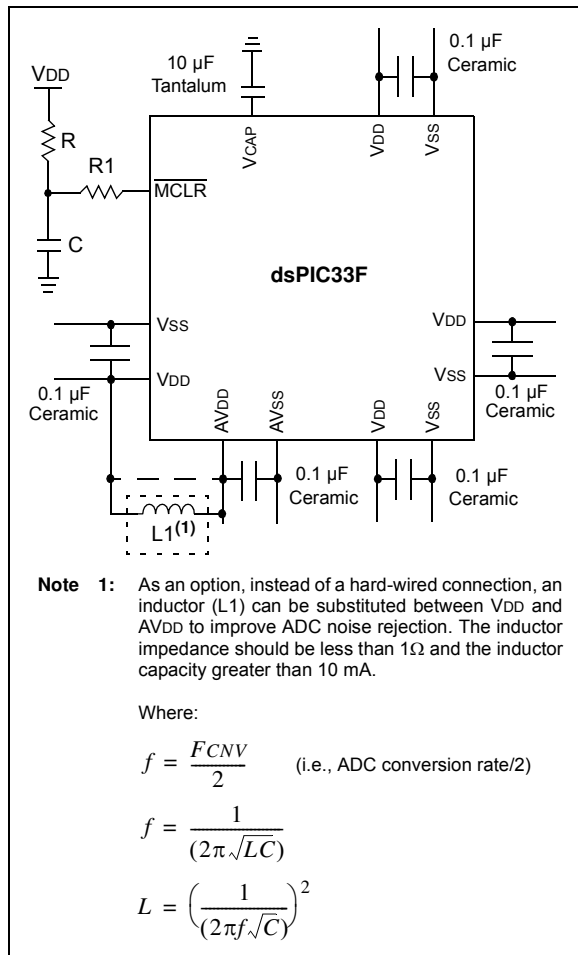 10 µF
Tantalum
0.1 µF
Ceramic
VDD
R
R1
MCLR
C
VCAP
VDD
VSS
dsPIC33F
VSS
VDD
0.1 µF
Ceramic
VDD
VSS
0.1 µF
Ceramic
AVDD
AVSS
VDD
VSS
0.1 µF
Ceramic
0.1 µF
Ceramic
L1(1)
Note 1: As an option, instead of a hard-wired connection, an
inductor (L1) can be substituted between VDD and
AVDD to improve ADC noise rejection. The inductor
impedance should be less than 1Ω and the inductor
capacity greater than 10 mA.
Where:
f = FCNV/2 (i.e., ADC conversion rate/2)
f = 1/(2π√LC)
L = (1/(2πf√C))²